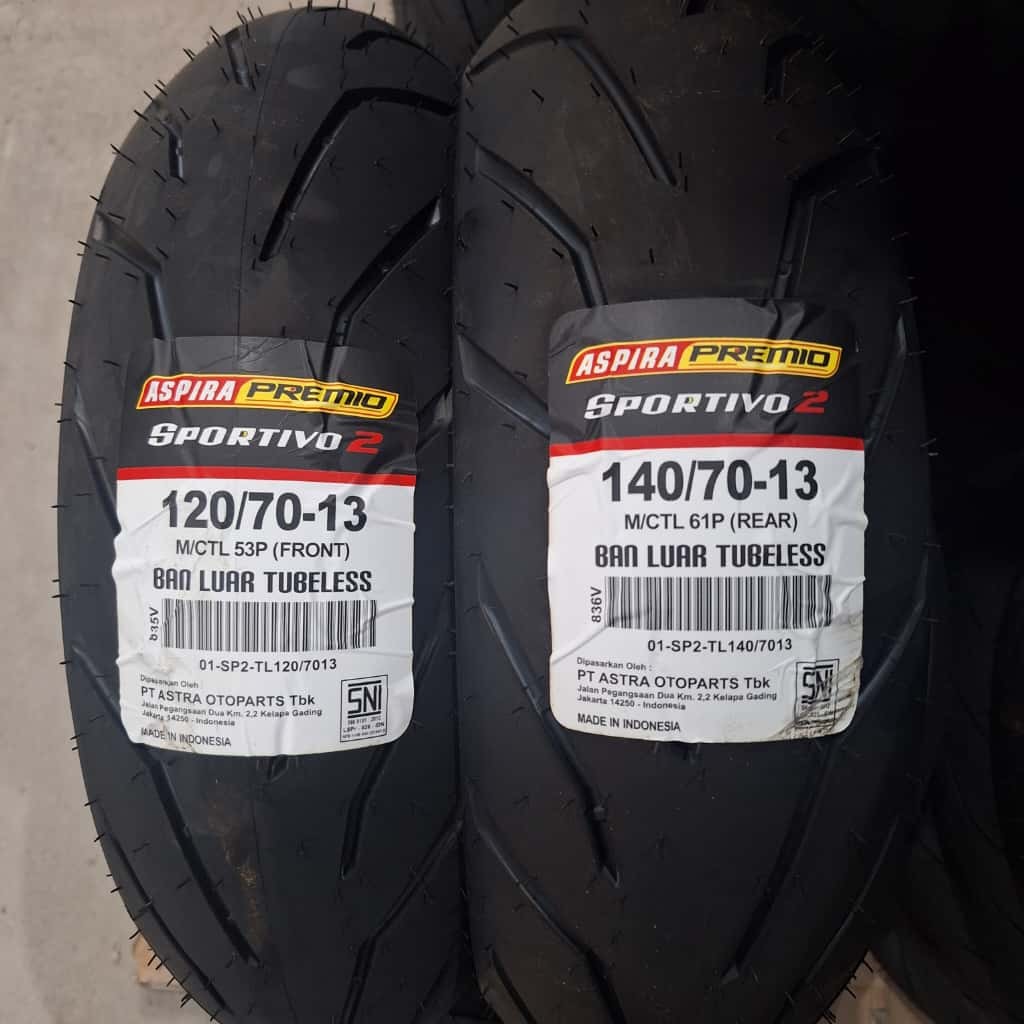 ASPIRA PREMIO
SPORTIVO 2
120/70-13
M/CTL 53P (FRONT)
BAN LUAR TUBELESS
835V
01-SP2-TL120/7013
Dipasarkan Oleh :
PT ASTRA OTOPARTS Tbk
Jalan Pegangsaan Dua Km. 2,2 Kelapa Gading
Jakarta 14250 - Indonesia
MADE IN INDONESIA
SNI
ASPIRA PREMIO
SPORTIVO 2
140/70-13
M/CTL 61P (REAR)
BAN LUAR TUBELESS
836V
01-SP2-TL140/7013
Dipasarkan Oleh :
PT ASTRA OTOPARTS Tbk
Jalan Pegangsaan Dua Km. 2,2 Kelapa Gading
Jakarta 14250 - Indonesia
MADE IN INDONESIA
SNI